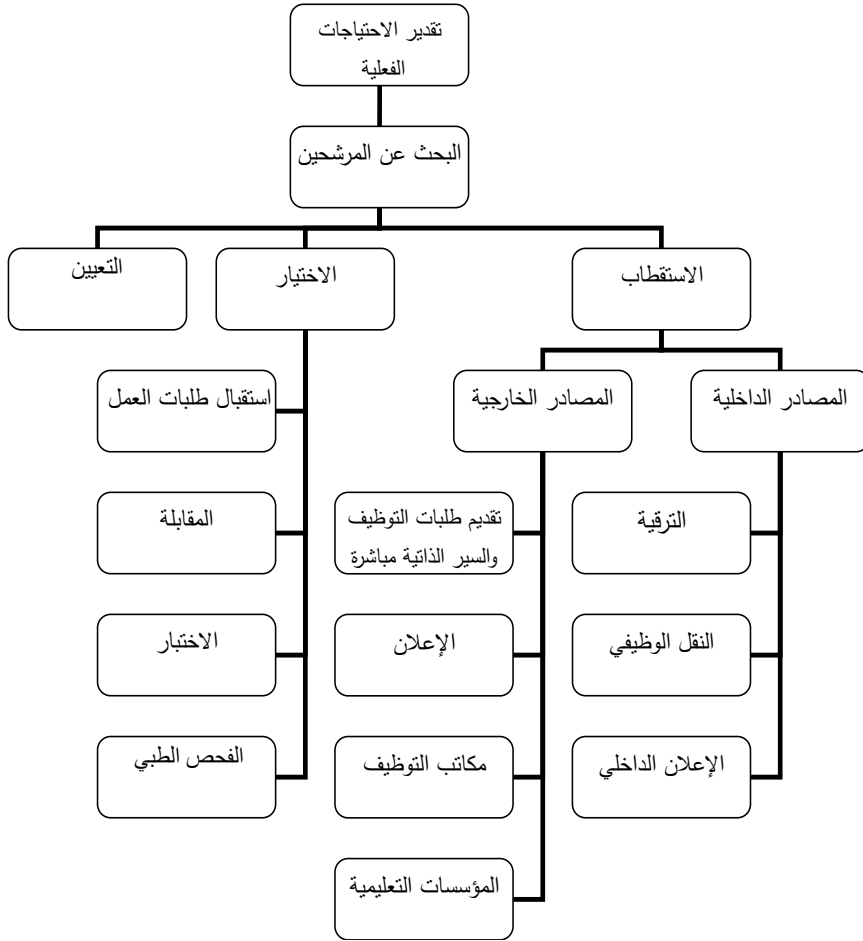 تقدير الاحتياجات
الفعلية
البحث عن المرشحين
الاستقطاب
الاختيار
التعيين
المصادر الداخلية
المصادر الخارجية
استقبال طلبات العمل
الترقية
تقديم طلبات التوظيف
والسير الذاتية مباشرة
المقابلة
النقل الوظيفي
الإعلان
الاختبار
الإعلان الداخلي
مكاتب التوظيف
الفحص الطبي
المؤسسات التعليمية